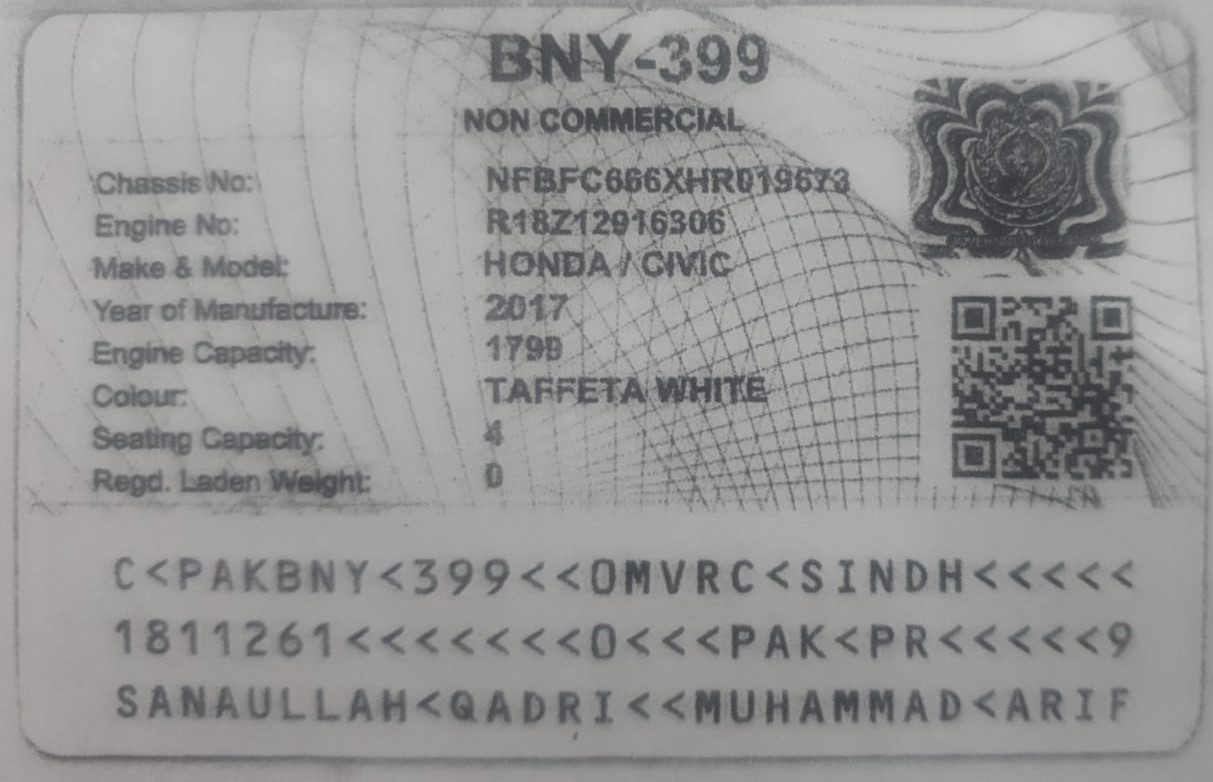 BNY-399
NON COMMERCIAL
Chassis No: NFBFC666XHR019673
Engine No: R18Z12916306
Make & Model: HONDA / CIVIC
Year of Manufacture: 2017
Engine Capacity: 1799
Colour: TAFFETA WHITE
Seating Capacity: 4
Regd. Laden Weight: 0
C<PAKBNY<399<<OMVRC<SINDH<<<<<
1811261<<<<<<<O<<<PAK<PR<<<<<9
SANAULLAH<QADRI<<MUHAMMAD<ARIF